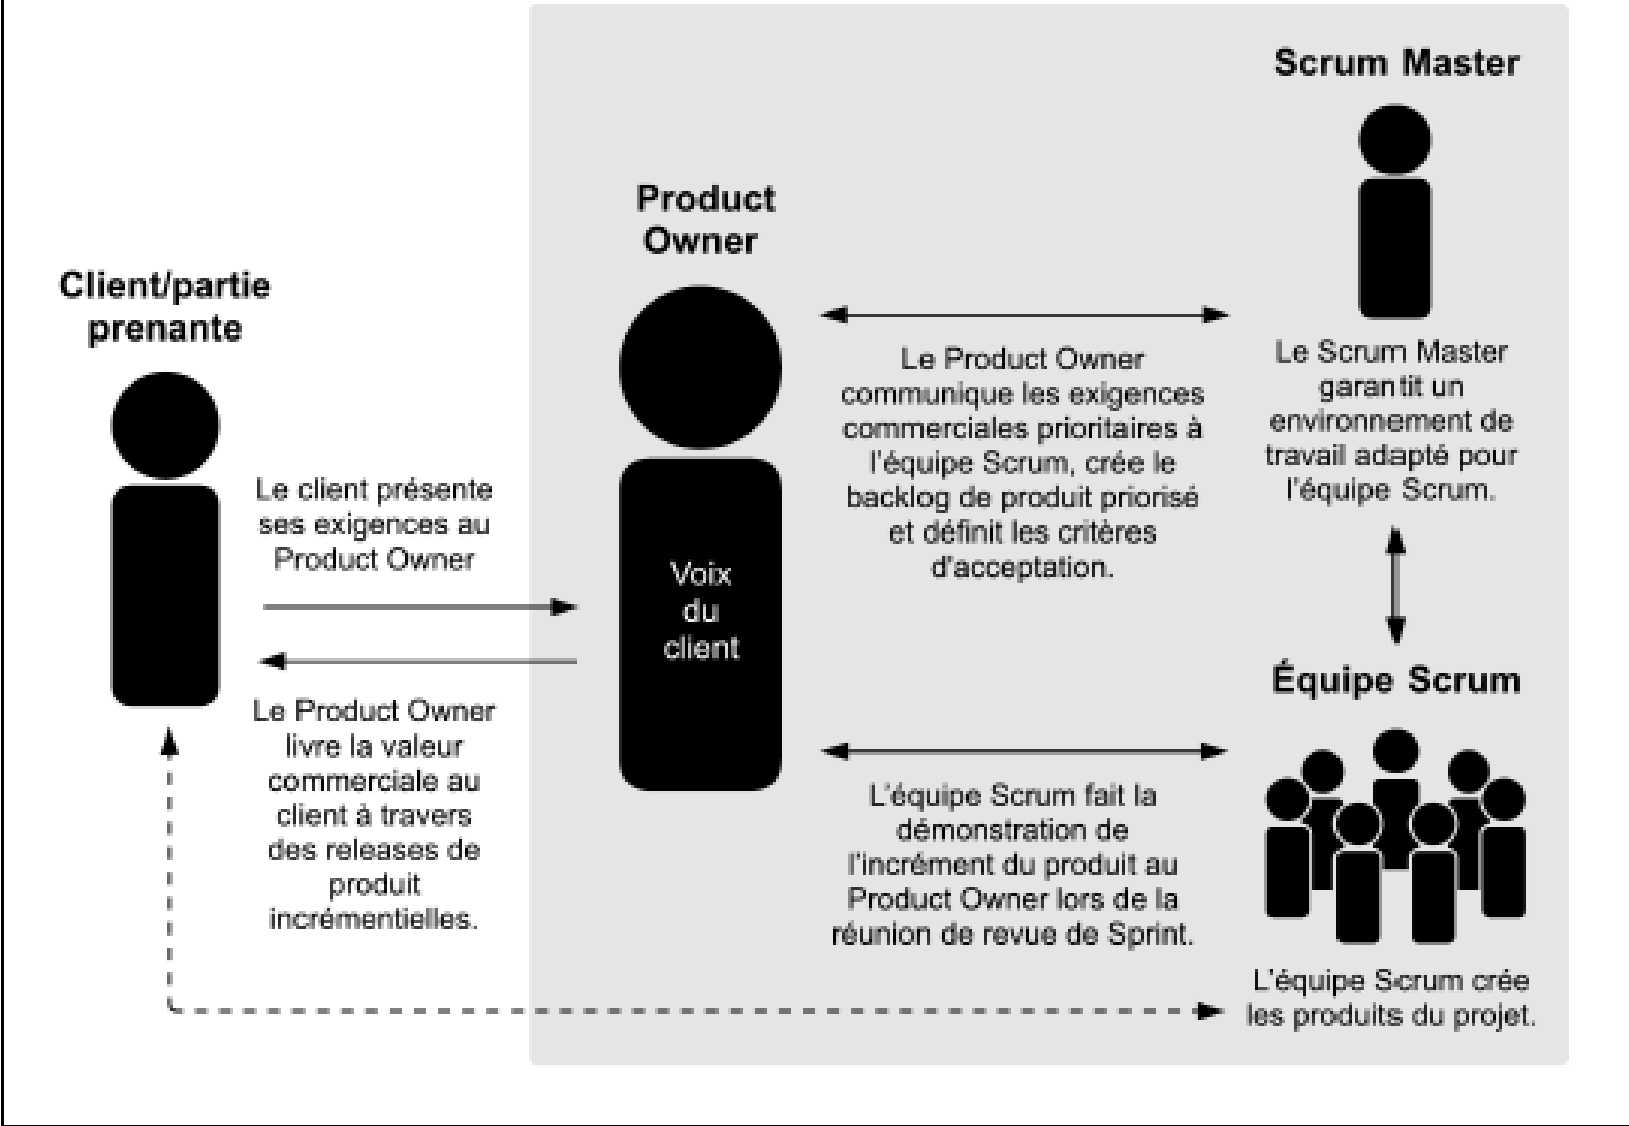 Scrum Master
Product
Owner
Client/partie
prenante
Le client présente
ses exigences au
Product Owner
Le Product Owner
livre la valeur
commerciale au
client à travers
des releases de
produit
incrémentielles.
Voix
du
client
Le Product Owner
communique les exigences
commerciales prioritaires à
l'équipe Scrum, crée le
backlog de produit priorisé
et définit les critères
d'acceptation.
Le Scrum Master
garantit un
environnement de
travail adapté pour
l'équipe Scrum.
Équipe Scrum
L'équipe Scrum fait la
démonstration de
l'incrément du produit au
Product Owner lors de la
réunion de revue de Sprint.
L'équipe Scrum crée
les produits du projet.